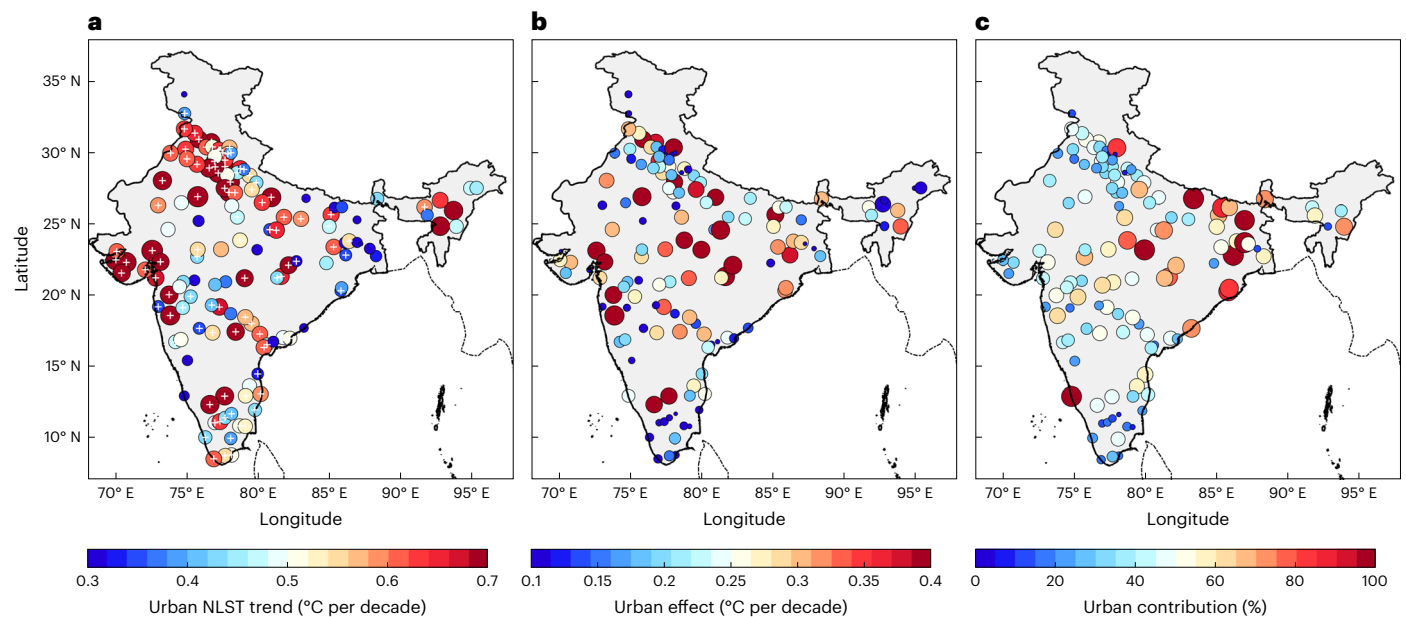 a
b
c
Latitude
35° N
30° N
25° N
20° N
15° N
10° N
70° E 75° E 80° E 85° E 90° E 95° E
70° E 75° E 80° E 85° E 90° E 95° E
70° E 75° E 80° E 85° E 90° E 95° E
Longitude
Longitude
Longitude
0.3 0.4 0.5 0.6 0.7
0.1 0.15 0.2 0.25 0.3 0.35 0.4
0 20 40 60 80 100
Urban NLST trend (°C per decade)
Urban effect (°C per decade)
Urban contribution (%)